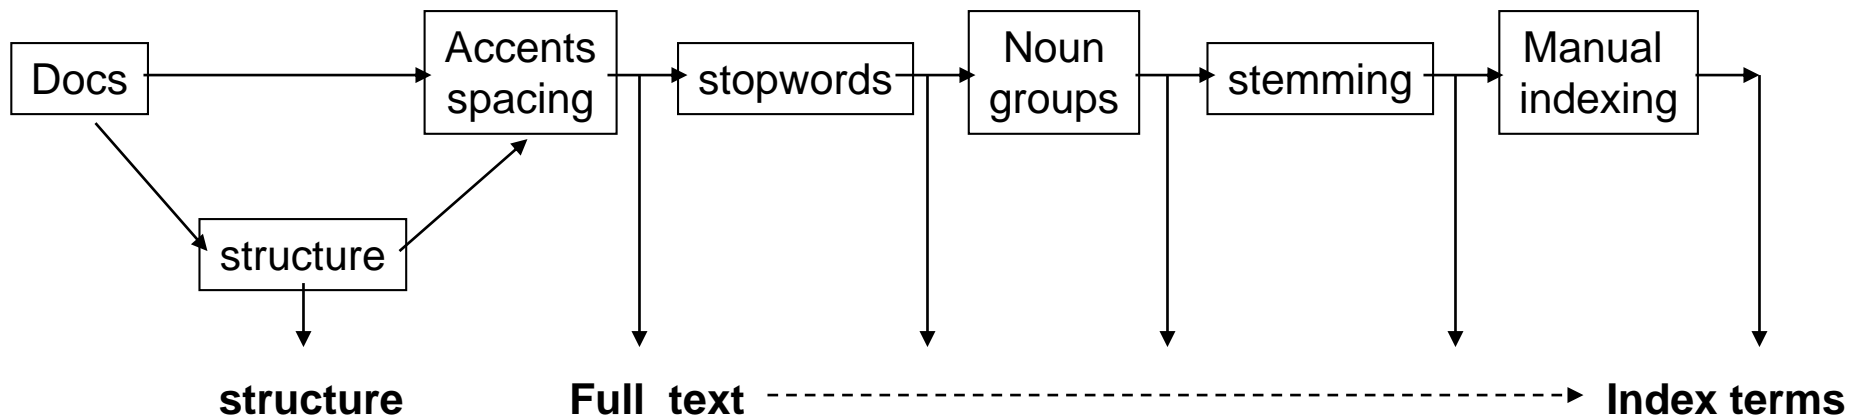 Docs
Accents
spacing
stopwords
Noun
groups
stemming
Manual
indexing
structure
structure
Full text
Index terms